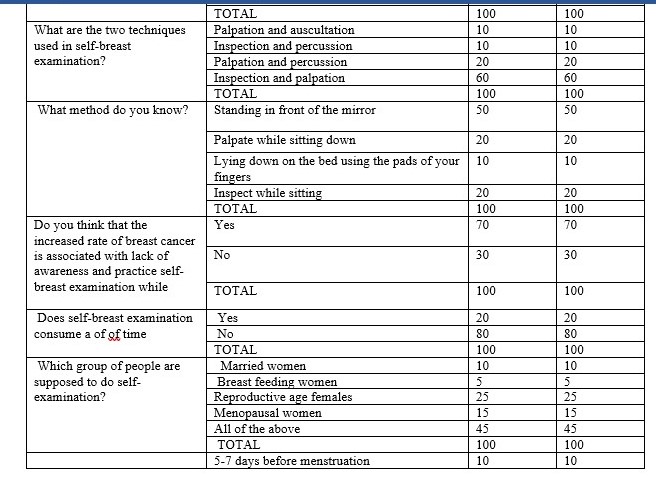 TOTAL 100 100
What are the two techniques Palpation and auscultation 10 10
used in self-breast Inspection and percussion 10 10
examination? Palpation and percussion 20 20
Inspection and palpation 60 60
TOTAL 100 100
What method do you know? Standing in front of the mirror 50 50
Palpate while sitting down 20 20
Lying down on the bed using the pads of your 10 10
fingers
Inspect while sitting 20 20
TOTAL 100 100
Do you think that the Yes 70 70
increased rate of breast cancer
is associated with lack of No 30 30
awareness and practice self-
breast examination while TOTAL 100 100
Does self-breast examination Yes 20 20
consume a of of time No 80 80
TOTAL 100 100
Which group of people are Married women 10 10
supposed to do self- Breast feeding women 5 5
examination? Reproductive age females 25 25
Menopausal women 15 15
All of the above 45 45
TOTAL 100 100
5-7 days before menstruation 10 10